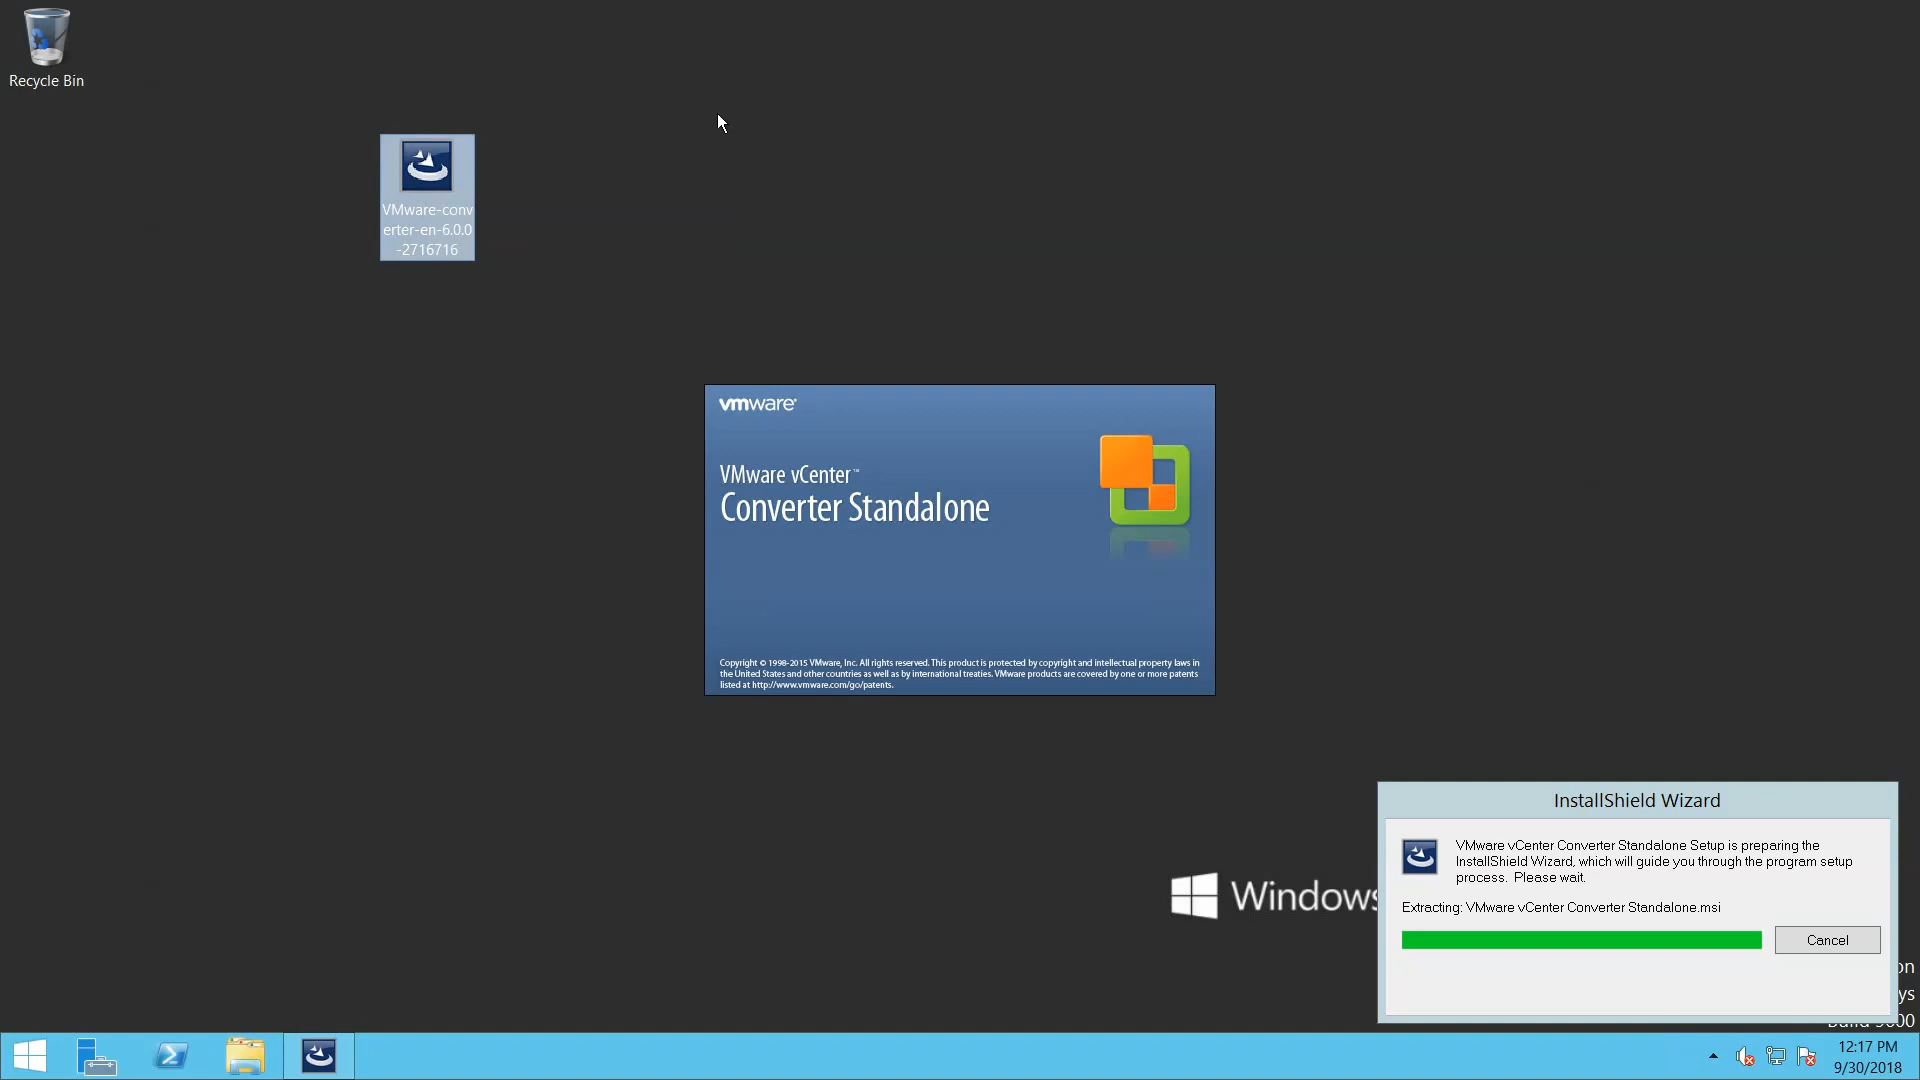 Recycle Bin
VMware-conv
erter-en-6.0.0
-2716716
vmware®
VMware vCenter™
Converter Standalone
Copyright © 1998-2015 VMware, Inc. All rights reserved. This product is protected by copyright and intellectual property laws in
the United States and other countries as well as by international treaties. VMware products are covered by one or more patents
listed at http://www.vmware.com/go/patents.
InstallShield Wizard
VMware vCenter Converter Standalone Setup is preparing the
InstallShield Wizard, which will guide you through the program setup
process. Please wait.
Extracting: VMware vCenter Converter Standalone.msi
Cancel
Windows
on
ys
12:17 PM
9/30/2018